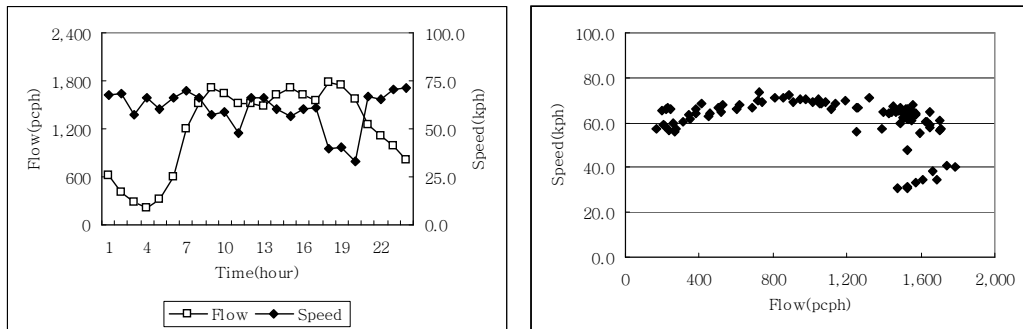 2,400
1,800
1,200
600
0
Flow(pcph)
100.0
75.0
50.0
25.0
0.0
Speed(kph)
1 4 7 10 13 16 19 22
Time(hour)
Flow Speed
100.0
80.0
60.0
40.0
20.0
0.0
Speed(kph)
0 400 800 1,200 1,600 2,000
Flow(pcph)